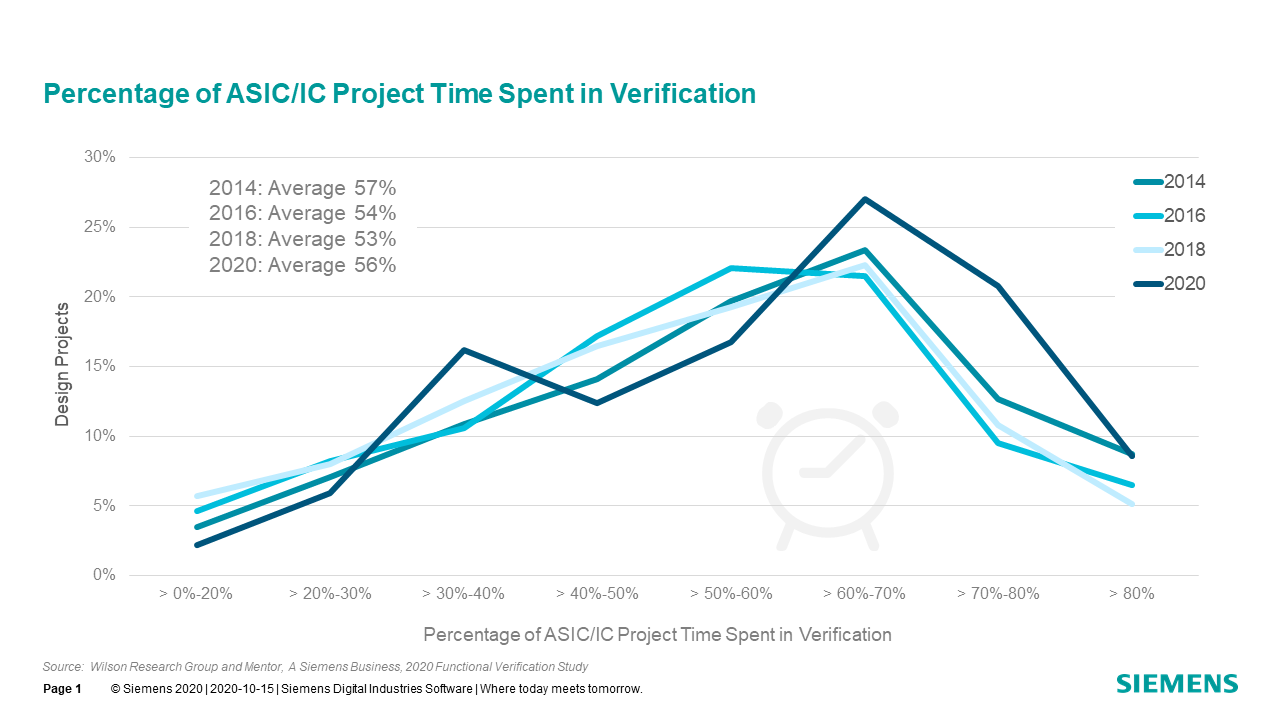 Percentage of ASIC/IC Project Time Spent in Verification
30%
25%
20%
15%
10%
5%
0%
Design Projects
2014: Average 57%
2016: Average 54%
2018: Average 53%
2020: Average 56%
2014
2016
2018
2020
> 0%-20% > 20%-30% > 30%-40% > 40%-50% > 50%-60% > 60%-70% > 70%-80% > 80%
Percentage of ASIC/IC Project Time Spent in Verification
Source: Wilson Research Group and Mentor, A Siemens Business, 2020 Functional Verification Study
Page 1 © Siemens 2020 | 2020-10-15 | Siemens Digital Industries Software | Where today meets tomorrow.
SIEMENS